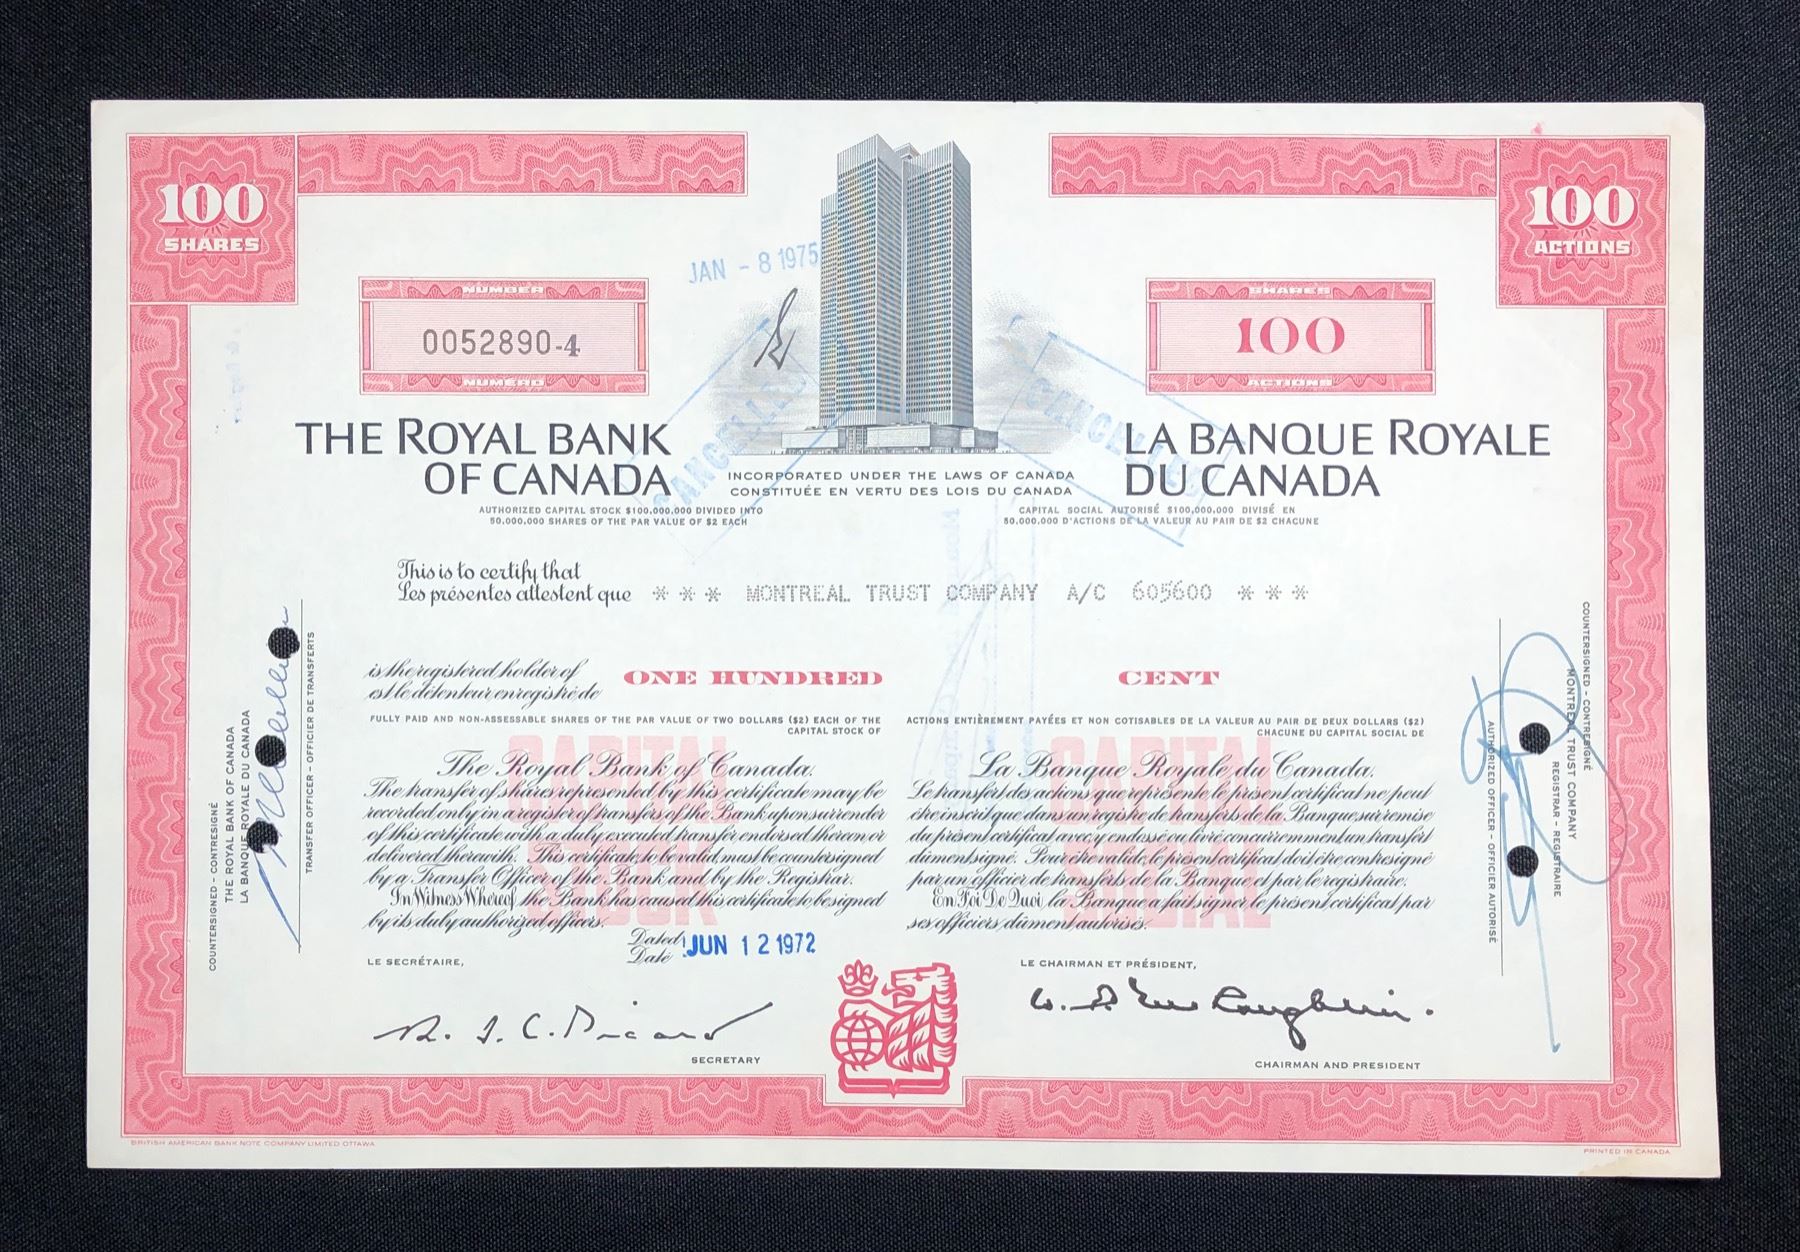 100
SHARES
100
ACTIONS
JAN - 8 1975
NUMBER
0052890-4
NUMÉRO
SHARES
100
ACTIONS
CANCELLED
CANCELLED
THE ROYAL BANK
OF CANADA
LA BANQUE ROYALE
DU CANADA
INCORPORATED UNDER THE LAWS OF CANADA
CONSTITUÉE EN VERTU DES LOIS DU CANADA
AUTHORIZED CAPITAL STOCK $100,000,000 DIVIDED INTO
50,000,000 SHARES OF THE PAR VALUE OF $2 EACH
CAPITAL SOCIAL AUTORISÉ $100,000,000 DIVISÉ EN
50,000,000 D'ACTIONS DE LA VALEUR AU PAIR DE $2 CHACUNE
This is to certify that
Les présentes attestent que *** MONTREAL TRUST COMPANY A/C 605600 ***
is the registered holder of
est le détenteur enregistré de
ONE HUNDRED
CENT
FULLY PAID AND NON-ASSESSABLE SHARES OF THE PAR VALUE OF TWO DOLLARS ($2) EACH OF THE
CAPITAL STOCK OF
ACTIONS ENTIÈREMENT PAYÉES ET NON COTISABLES DE LA VALEUR AU PAIR DE DEUX DOLLARS ($2)
CHACUNE DU CAPITAL SOCIAL DE
CAPITAL
STOCK
The Royal Bank of Canada.
The transfer of shares represented by this certificate may be
recorded only in a register of transfers of the Bank upon surrender
of this certificate with a duly executed transfer endorsed thereon or
delivered therewith. This certificate to be valid must be countersigned
by a Transfer Officer of the Bank and by the Registrar.
In Witness Whereof the Bank has caused this certificate to be signed
by its duly authorized officers.
CAPITAL
SOCIAL
La Banque Royale du Canada.
Le transfert des actions que représente le présent certificat ne peut
être inscrit que dans un registre de transferts de la Banque sur remise
du présent certificat avec y endossé ou livré concurremment un transfert
dûment signé. Pour être valide, le présent certificat doit être contresigné
par un officier de transferts de la Banque et par le registraire.
En Foi De Quoi, la Banque a fait signer le présent certificat par
ses officiers dûment autorisés.
Dated
Daté
JUN 12 1972
LE SECRÉTAIRE,
SECRETARY
LE CHAIRMAN ET PRÉSIDENT,
W. E. McLaughlin.
CHAIRMAN AND PRESIDENT
COUNTERSIGNED - CONTRESIGNÉ
THE ROYAL BANK OF CANADA
LA BANQUE ROYALE DU CANADA
TRANSFER OFFICER - OFFICIER DE TRANSFERTS
COUNTERSIGNED - CONTRESIGNÉ
MONTREAL TRUST COMPANY
REGISTRAR - REGISTRAIRE
AUTHORIZED OFFICER - OFFICIER AUTORISÉ
BRITISH AMERICAN BANK NOTE COMPANY LIMITED OTTAWA
PRINTED IN CANADA